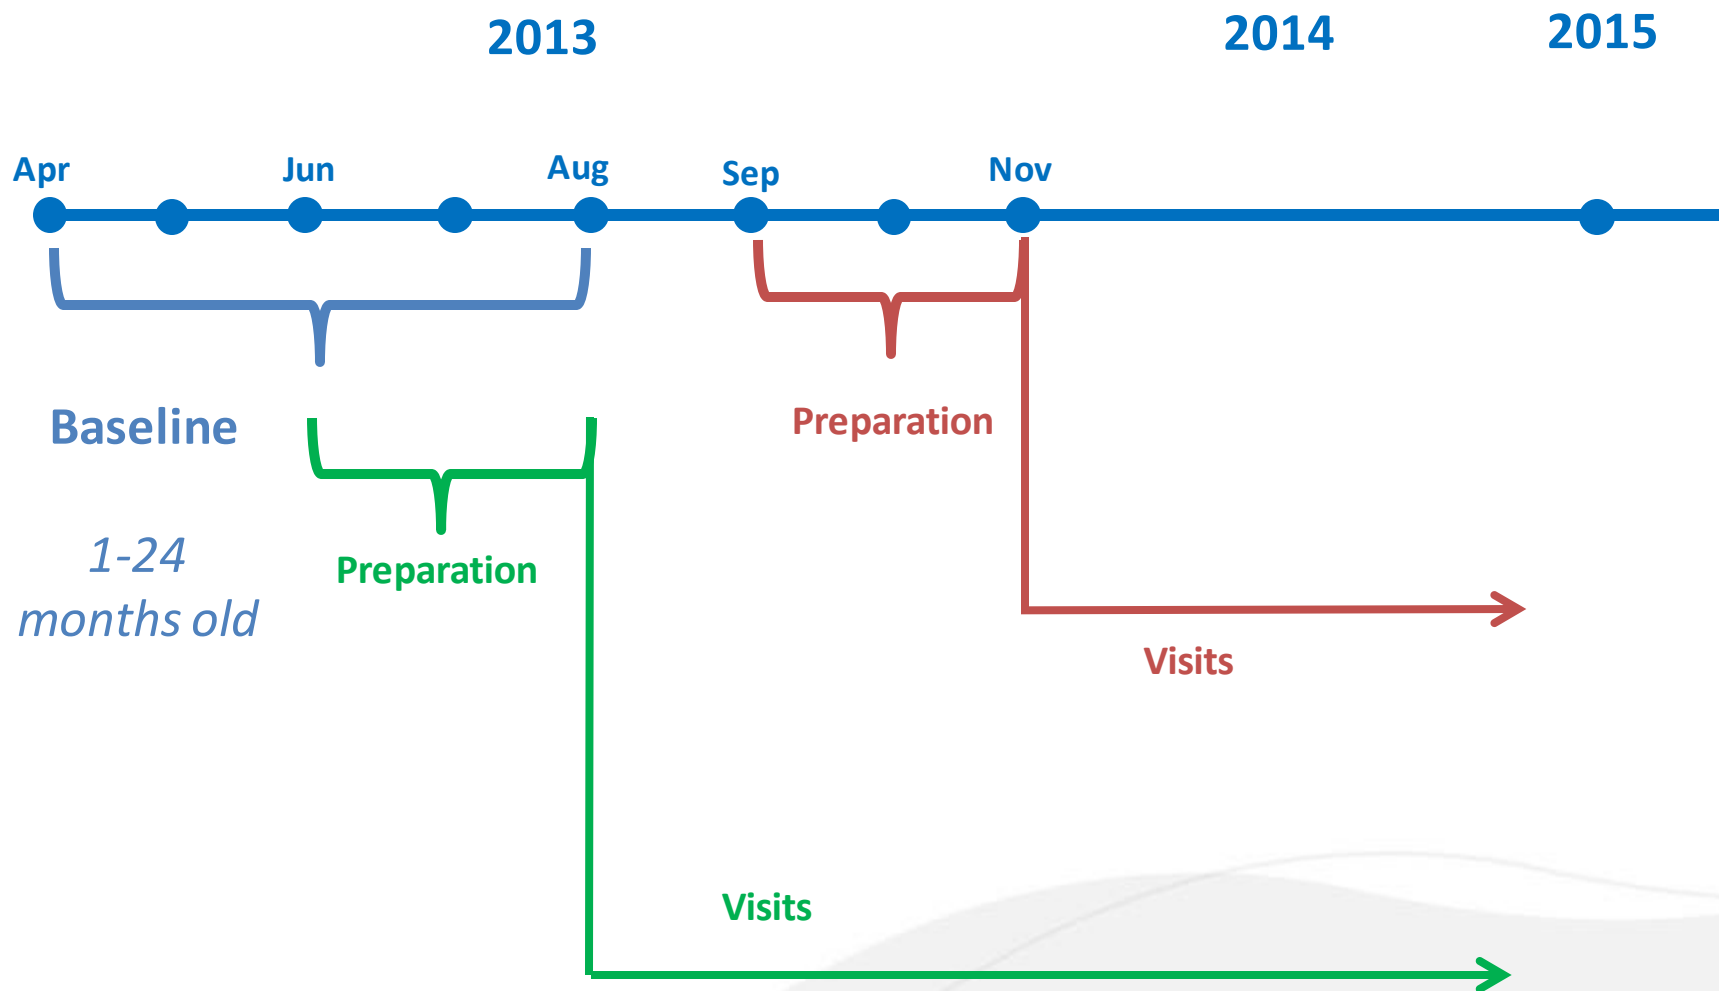 2013
2014
2015
Apr
Jun
Aug
Sep
Nov
Baseline
Preparation
1-24
months old
Preparation
Visits
Visits